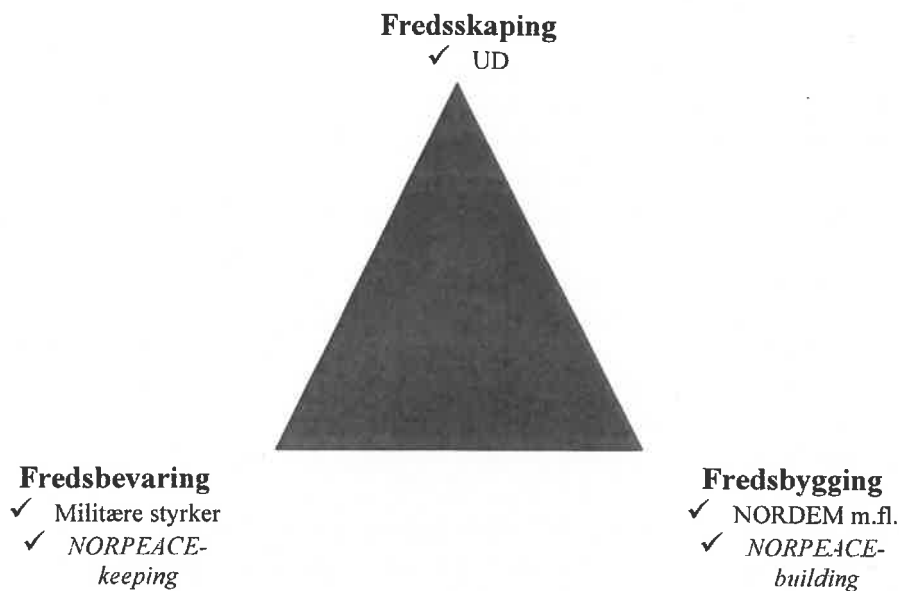 Fredsskaping
✓ UD
Fredsbevaring
✓ Militære styrker
✓ NORPEACE-
keeping
Fredsbygging
✓ NORDEM m.fl.
✓ NORPEACE-
building